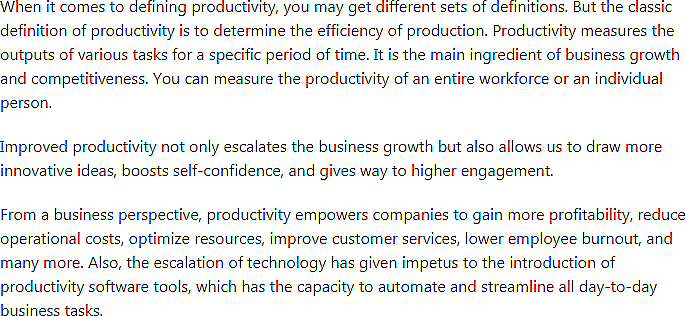 When it comes to defining productivity, you may get different sets of definitions. But the classic
definition of productivity is to determine the efficiency of production. Productivity measures the
outputs of various tasks for a specific period of time. It is the main ingredient of business growth
and competitiveness. You can measure the productivity of an entire workforce or an individual
person.
Improved productivity not only escalates the business growth but also allows us to draw more
innovative ideas, boosts self-confidence, and gives way to higher engagement.
From a business perspective, productivity empowers companies to gain more profitability, reduce
operational costs, optimize resources, improve customer services, lower employee burnout, and
many more. Also, the escalation of technology has given impetus to the introduction of
productivity software tools, which has the capacity to automate and streamline all day-to-day
business tasks.